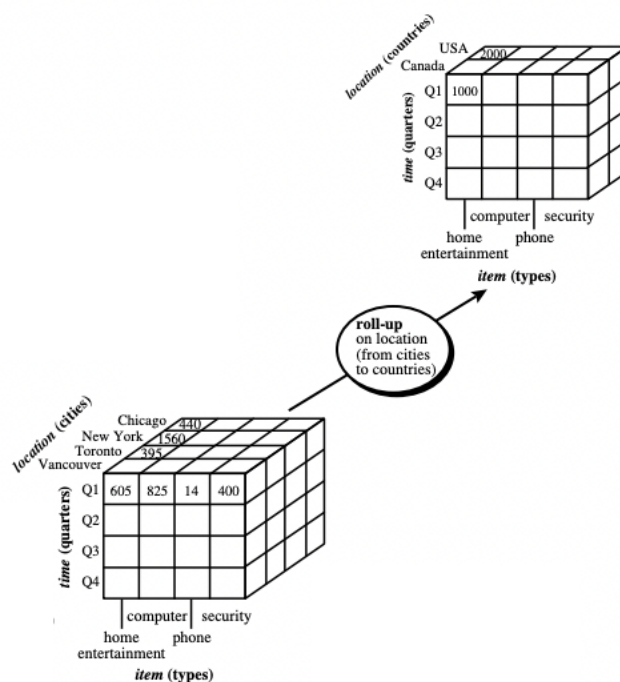 location (countries)
USA
2000
Canada
time (quarters)
Q1
1000
Q2
Q3
Q4
computer security
home phone
entertainment
item (types)
roll-up
on location
(from cities
to countries)
location (cities)
Chicago 440
New York 1560
Toronto 395
Vancouver
time (quarters)
Q1 605 825 14 400
Q2
Q3
Q4
computer security
home phone
entertainment
item (types)